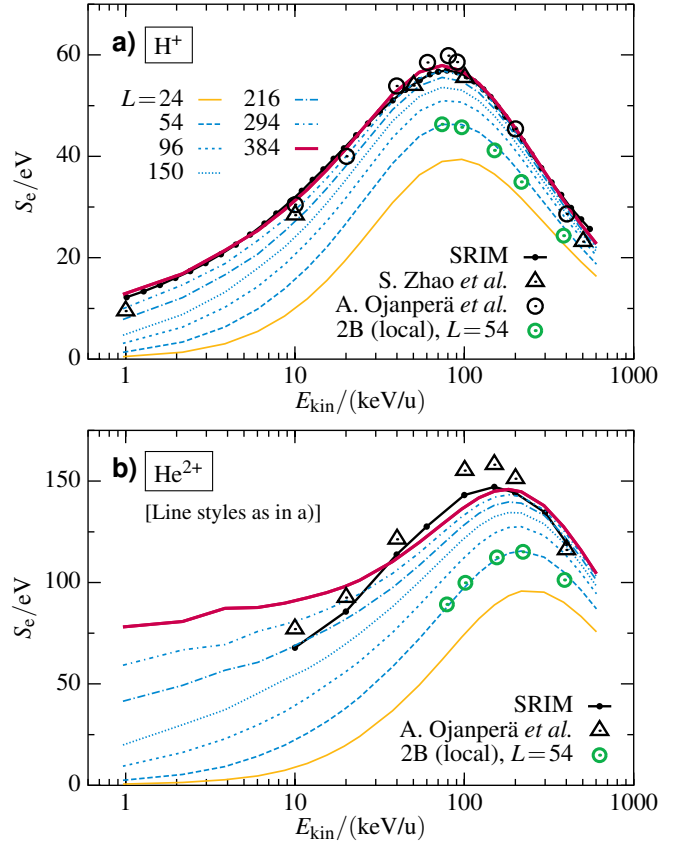 a) H⁺
L=24
54
96
150
216
294
384
SRIM
S. Zhao et al.
A. Ojanperä et al.
2B (local), L=54
0
20
40
60
Sₑ/eV
1
10
100
1000
E_kin/(keV/u)
b) He²⁺
[Line styles as in a)]
SRIM
A. Ojanperä et al.
2B (local), L=54
0
50
100
150
Sₑ/eV
1
10
100
1000
E_kin/(keV/u)